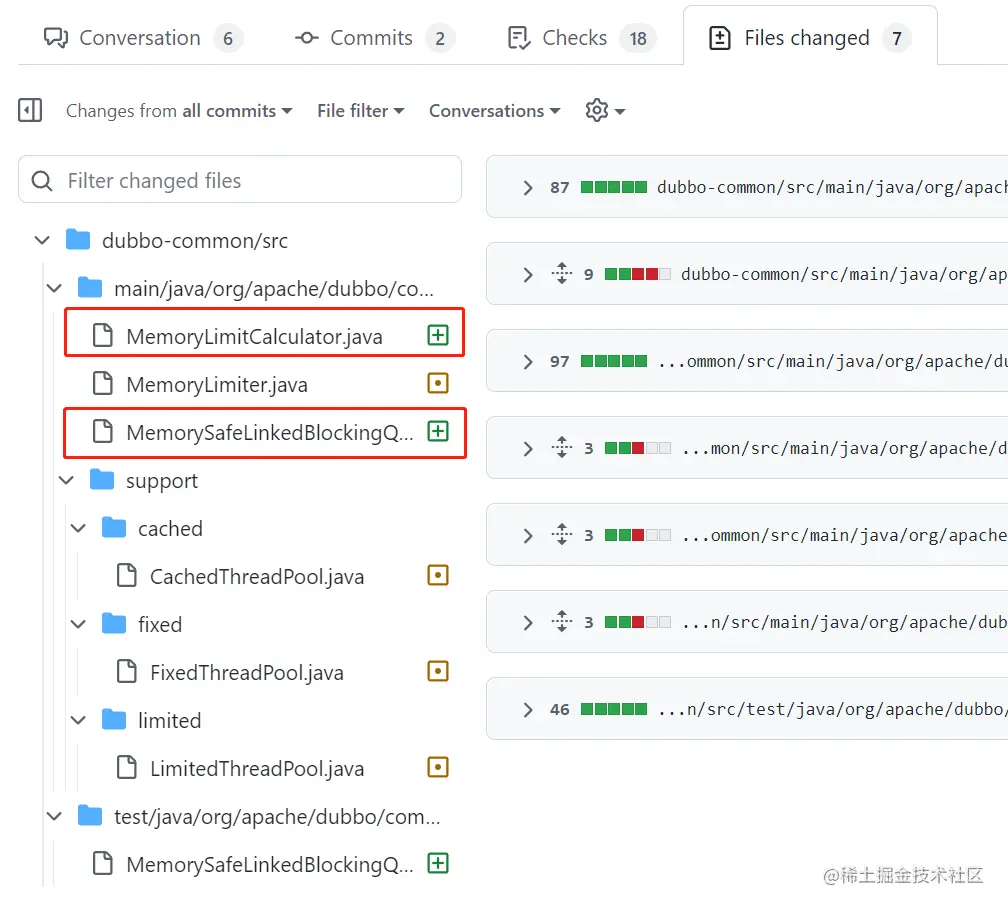 Conversation 6 Commits 2 Checks 18 Files changed 7
Changes from all commits File filter Conversations
Filter changed files
dubbo-common/src
main/java/org/apache/dubbo/co...
MemoryLimitCalculator.java
MemoryLimiter.java
MemorySafeLinkedBlockingQ...
support
cached
CachedThreadPool.java
fixed
FixedThreadPool.java
limited
LimitedThreadPool.java
test/java/org/apache/dubbo/com...
MemorySafeLinkedBlockingQ...
87 dubbo-common/src/main/java/org/apach
9 dubbo-common/src/main/java/org/ap
97 ...ommon/src/main/java/org/apache/du
3 ...mon/src/main/java/org/apache/d
3 ...ommon/src/main/java/org/apache
3 ...n/src/main/java/org/apache/dub
46 ...n/src/test/java/org/apache/dubbo/
@稀土掘金技术社区